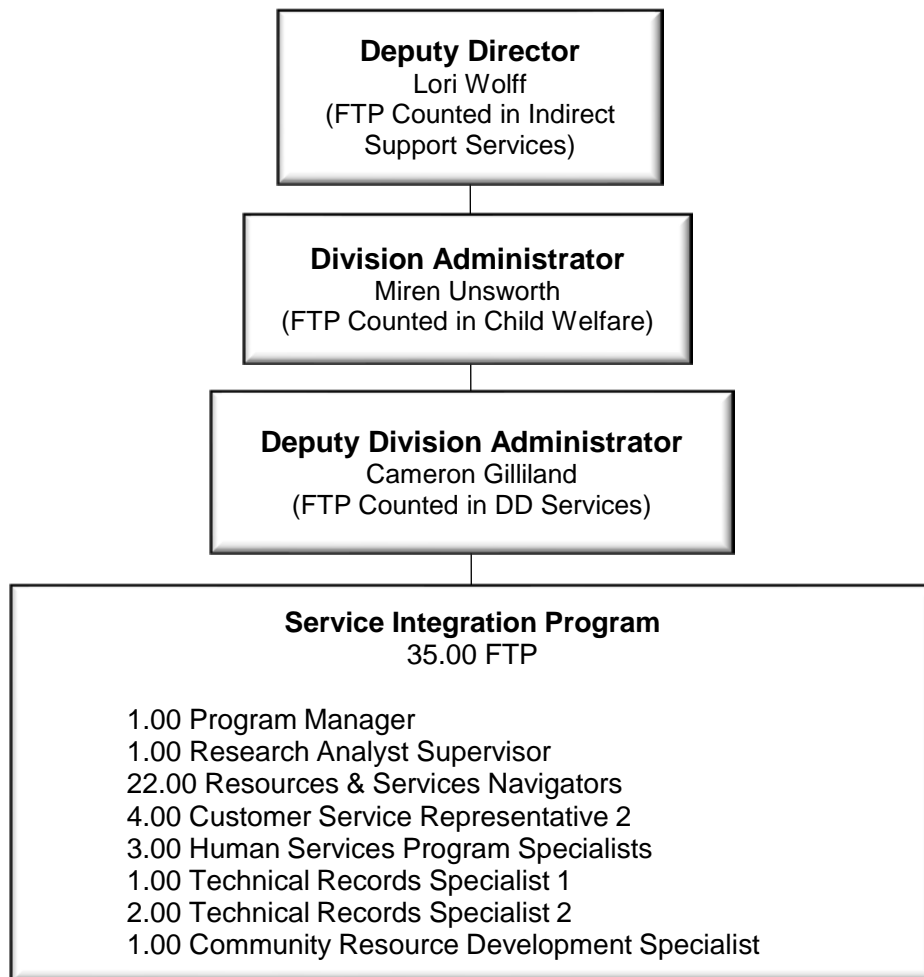 Deputy Director
Lori Wolff
(FTP Counted in Indirect
Support Services)
Division Administrator
Miren Unsworth
(FTP Counted in Child Welfare)
Deputy Division Administrator
Cameron Gilliland
(FTP Counted in DD Services)
Service Integration Program
35.00 FTP
1.00 Program Manager
1.00 Research Analyst Supervisor
22.00 Resources & Services Navigators
4.00 Customer Service Representative 2
3.00 Human Services Program Specialists
1.00 Technical Records Specialist 1
2.00 Technical Records Specialist 2
1.00 Community Resource Development Specialist